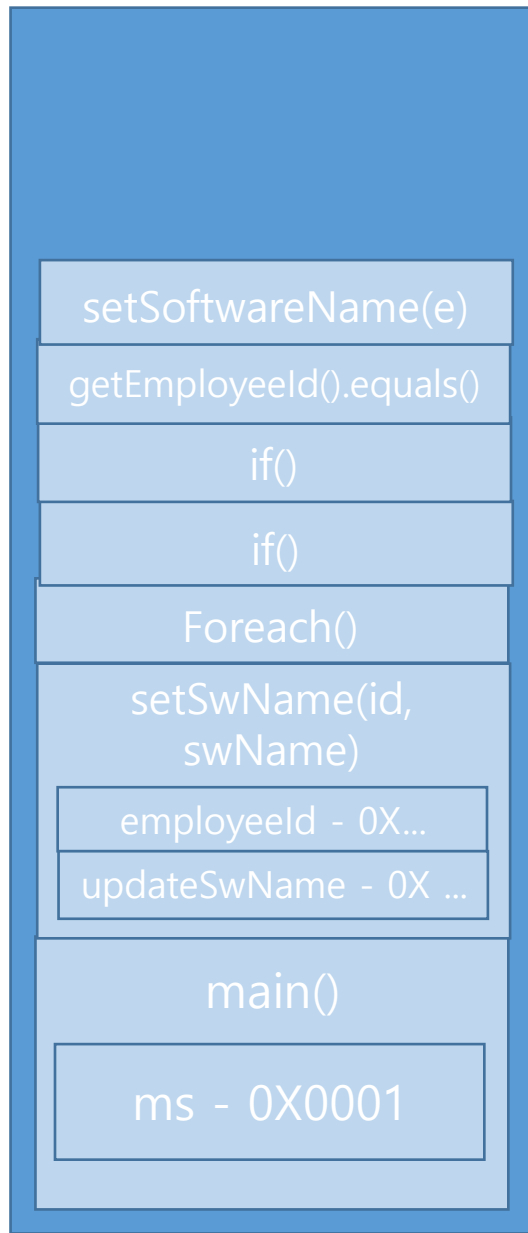 setSoftwareName(e)
getEmployeeId().equals()
if()
if()
Foreach()
setSwName(id,
swName)
employeeId - 0X...
updateSwName - 0X ...
main()
ms - 0X0001